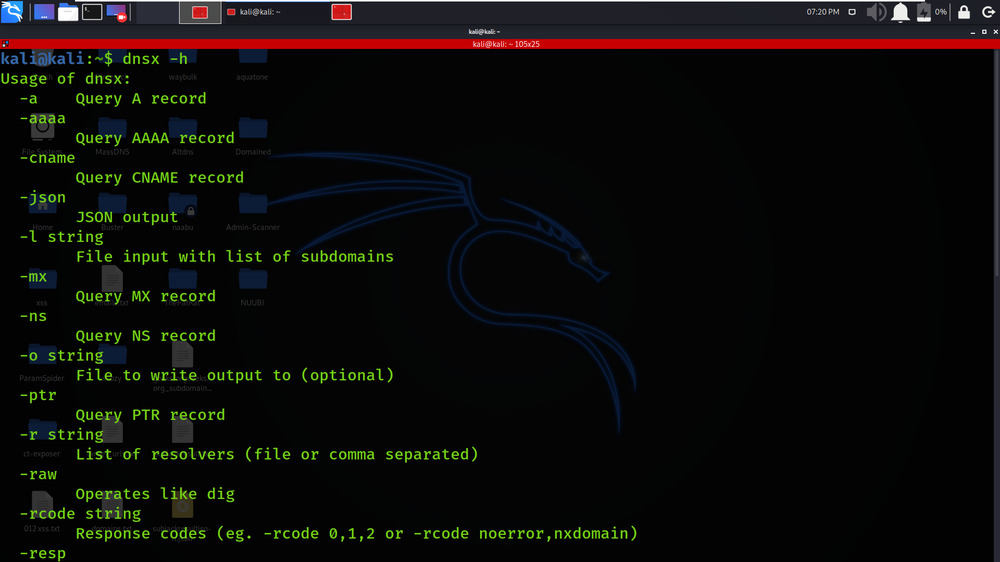 kali@kali: ~
07:20 PM
0%
kali@kali: ~
kali@kali: ~ 105x25
kali@kali:~$ dnsx -h
Usage of dnsx:
-a Query A record
-aaaa
Query AAAA record
-cname
Query CNAME record
-json
JSON output
-l string
File input with list of subdomains
-mx
Query MX record
-ns
Query NS record
-o string
File to write output to (optional)
-ptr
Query PTR record
-r string
List of resolvers (file or comma separated)
-raw
Operates like dig
-rcode string
Response codes (eg. -rcode 0,1,2 or -rcode noerror,nxdomain)
-resp
waybulk
aquatone
File System
MassDNS
Altdns
Domained
Home
Buster
naabu
Admin-Scanner
xss
NUUBI
ParamSpider
ct-exposer
012xss.txt